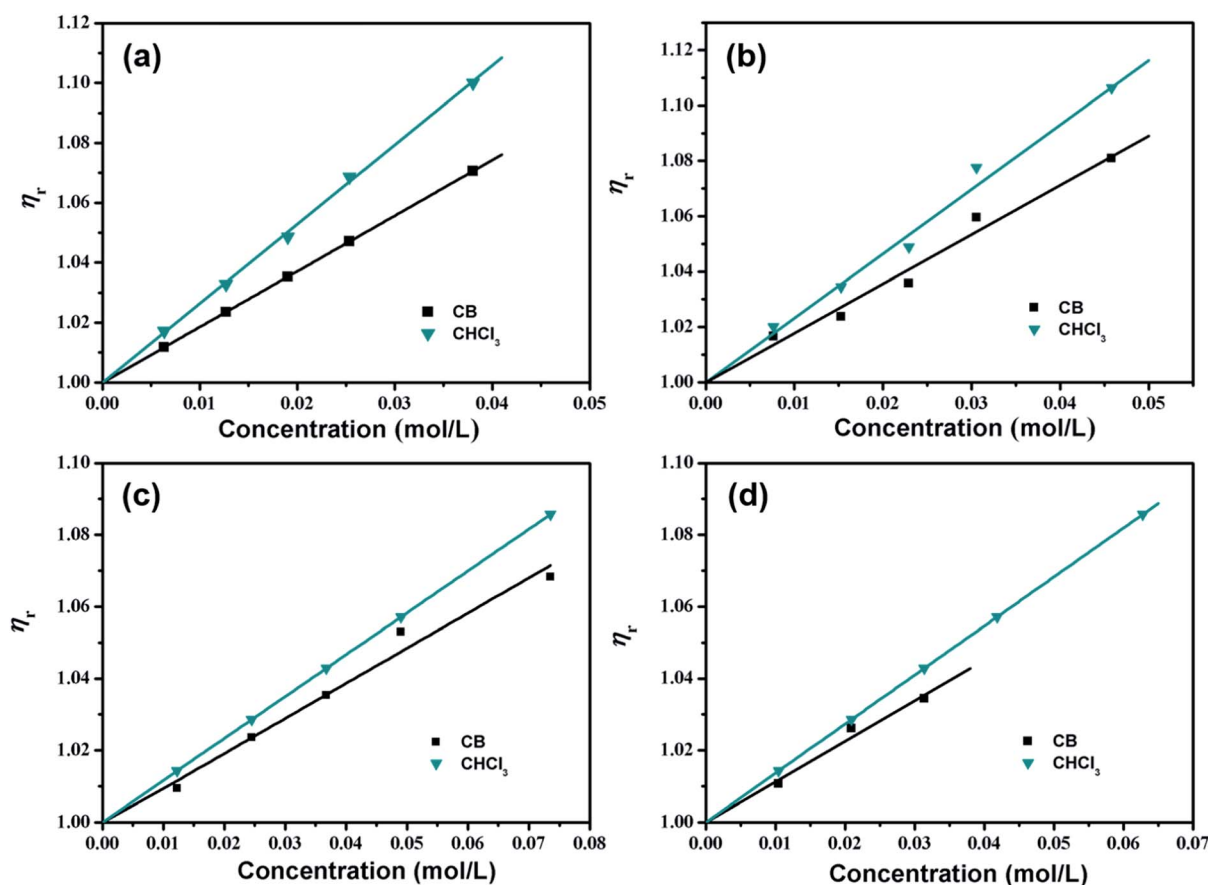 (a)
1.12
1.10
1.08
1.06
1.04
1.02
1.00
ηr
CB
CHCl₃
0.00 0.01 0.02 0.03 0.04 0.05
Concentration (mol/L)
(b)
1.12
1.10
1.08
1.06
1.04
1.02
1.00
ηr
CB
CHCl₃
0.00 0.01 0.02 0.03 0.04 0.05
Concentration (mol/L)
(c)
1.10
1.08
1.06
1.04
1.02
1.00
ηr
CB
CHCl₃
0.00 0.01 0.02 0.03 0.04 0.05 0.06 0.07 0.08
Concentration (mol/L)
(d)
1.10
1.08
1.06
1.04
1.02
1.00
ηr
CB
CHCl₃
0.00 0.01 0.02 0.03 0.04 0.05 0.06 0.07
Concentration (mol/L)